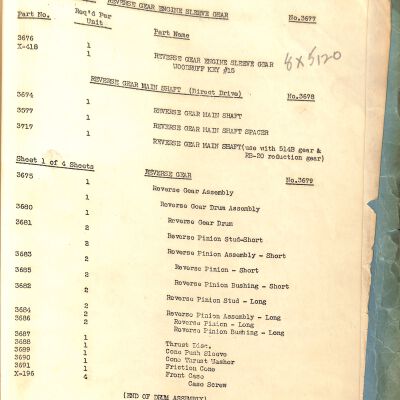 REVERSE GEAR ENGINE SLEEVE GEAR No.3677
Part No. Req'd Per Unit Part Name
3676 1 REVERSE GEAR ENGINE SLEEVE GEAR 8 x 5120
X-418 1 WOODRUFF KEY #15
REVERSE GEAR MAIN SHAFT (Direct Drive) No.3678
3674 1 REVERSE GEAR MAIN SHAFT
3577 1 REVERSE GEAR MAIN SHAFT SPACER
3717 1 REVERSE GEAR MAIN SHAFT(use with 514B gear &
RB-20 reduction gear)
Sheet 1 of 4 Sheets REVERSE GEAR No.3679
3675 1 Reverse Gear Assembly
3680 1 Reverse Gear Drum Assembly
3681 1 Reverse Gear Drum
2 Reverse Pinion Stud-Short
3683 2 Reverse Pinion Assembly - Short
3685 2 Reverse Pinion - Short
3682 2 Reverse Pinion Bushing - Short
2 Reverse Pinion Stud - Long
3684 2 Reverse Pinion Assembly - Long
3686 2 Reverse Pinion - Long
2 Reverse Pinion Bushing - Long
3687 1 Thrust Disc.
3688 1 Cone Push Sleeve
3689 1 Cone Thrust Washer
3690 1 Friction Cone
3691 1 Front Case
X-196 4 Case Screw
(END OF DRUM ASSEMBLY)